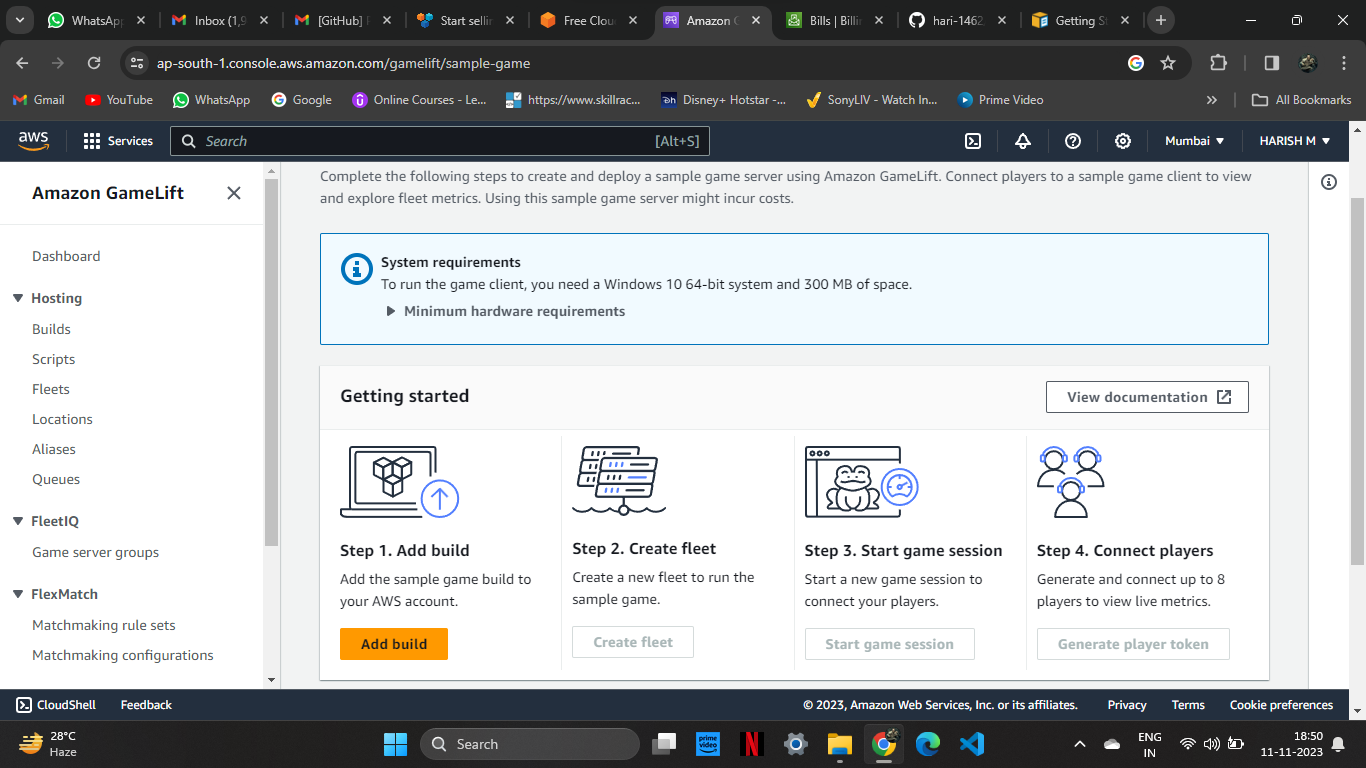 WhatsApp
Inbox (1,9
[GitHub] F
Start sellin
Free Clou
Amazon G
Bills | Billin
hari-1462
Getting St
ap-south-1.console.aws.amazon.com/gamelift/sample-game
Gmail
YouTube
WhatsApp
Google
Online Courses - Le...
https://www.skillrac...
Disney+ Hotstar -...
SonyLIV - Watch In...
Prime Video
»
All Bookmarks
aws
Services
Search
[Alt+S]
Mumbai
HARISH M
Amazon GameLift
Dashboard
Hosting
Builds
Scripts
Fleets
Locations
Aliases
Queues
FleetIQ
Game server groups
FlexMatch
Matchmaking rule sets
Matchmaking configurations
Complete the following steps to create and deploy a sample game server using Amazon GameLift. Connect players to a sample game client to view
and explore fleet metrics. Using this sample game server might incur costs.
System requirements
To run the game client, you need a Windows 10 64-bit system and 300 MB of space.
Minimum hardware requirements
Getting started
View documentation
Step 1. Add build
Add the sample game build to
your AWS account.
Add build
Step 2. Create fleet
Create a new fleet to run the
sample game.
Create fleet
Step 3. Start game session
Start a new game session to
connect your players.
Start game session
Step 4. Connect players
Generate and connect up to 8
players to view live metrics.
Generate player token
CloudShell
Feedback
© 2023, Amazon Web Services, Inc. or its affiliates.
Privacy
Terms
Cookie preferences
28°C
Haze
Search
prime video
ENG
IN
18:50
11-11-2023